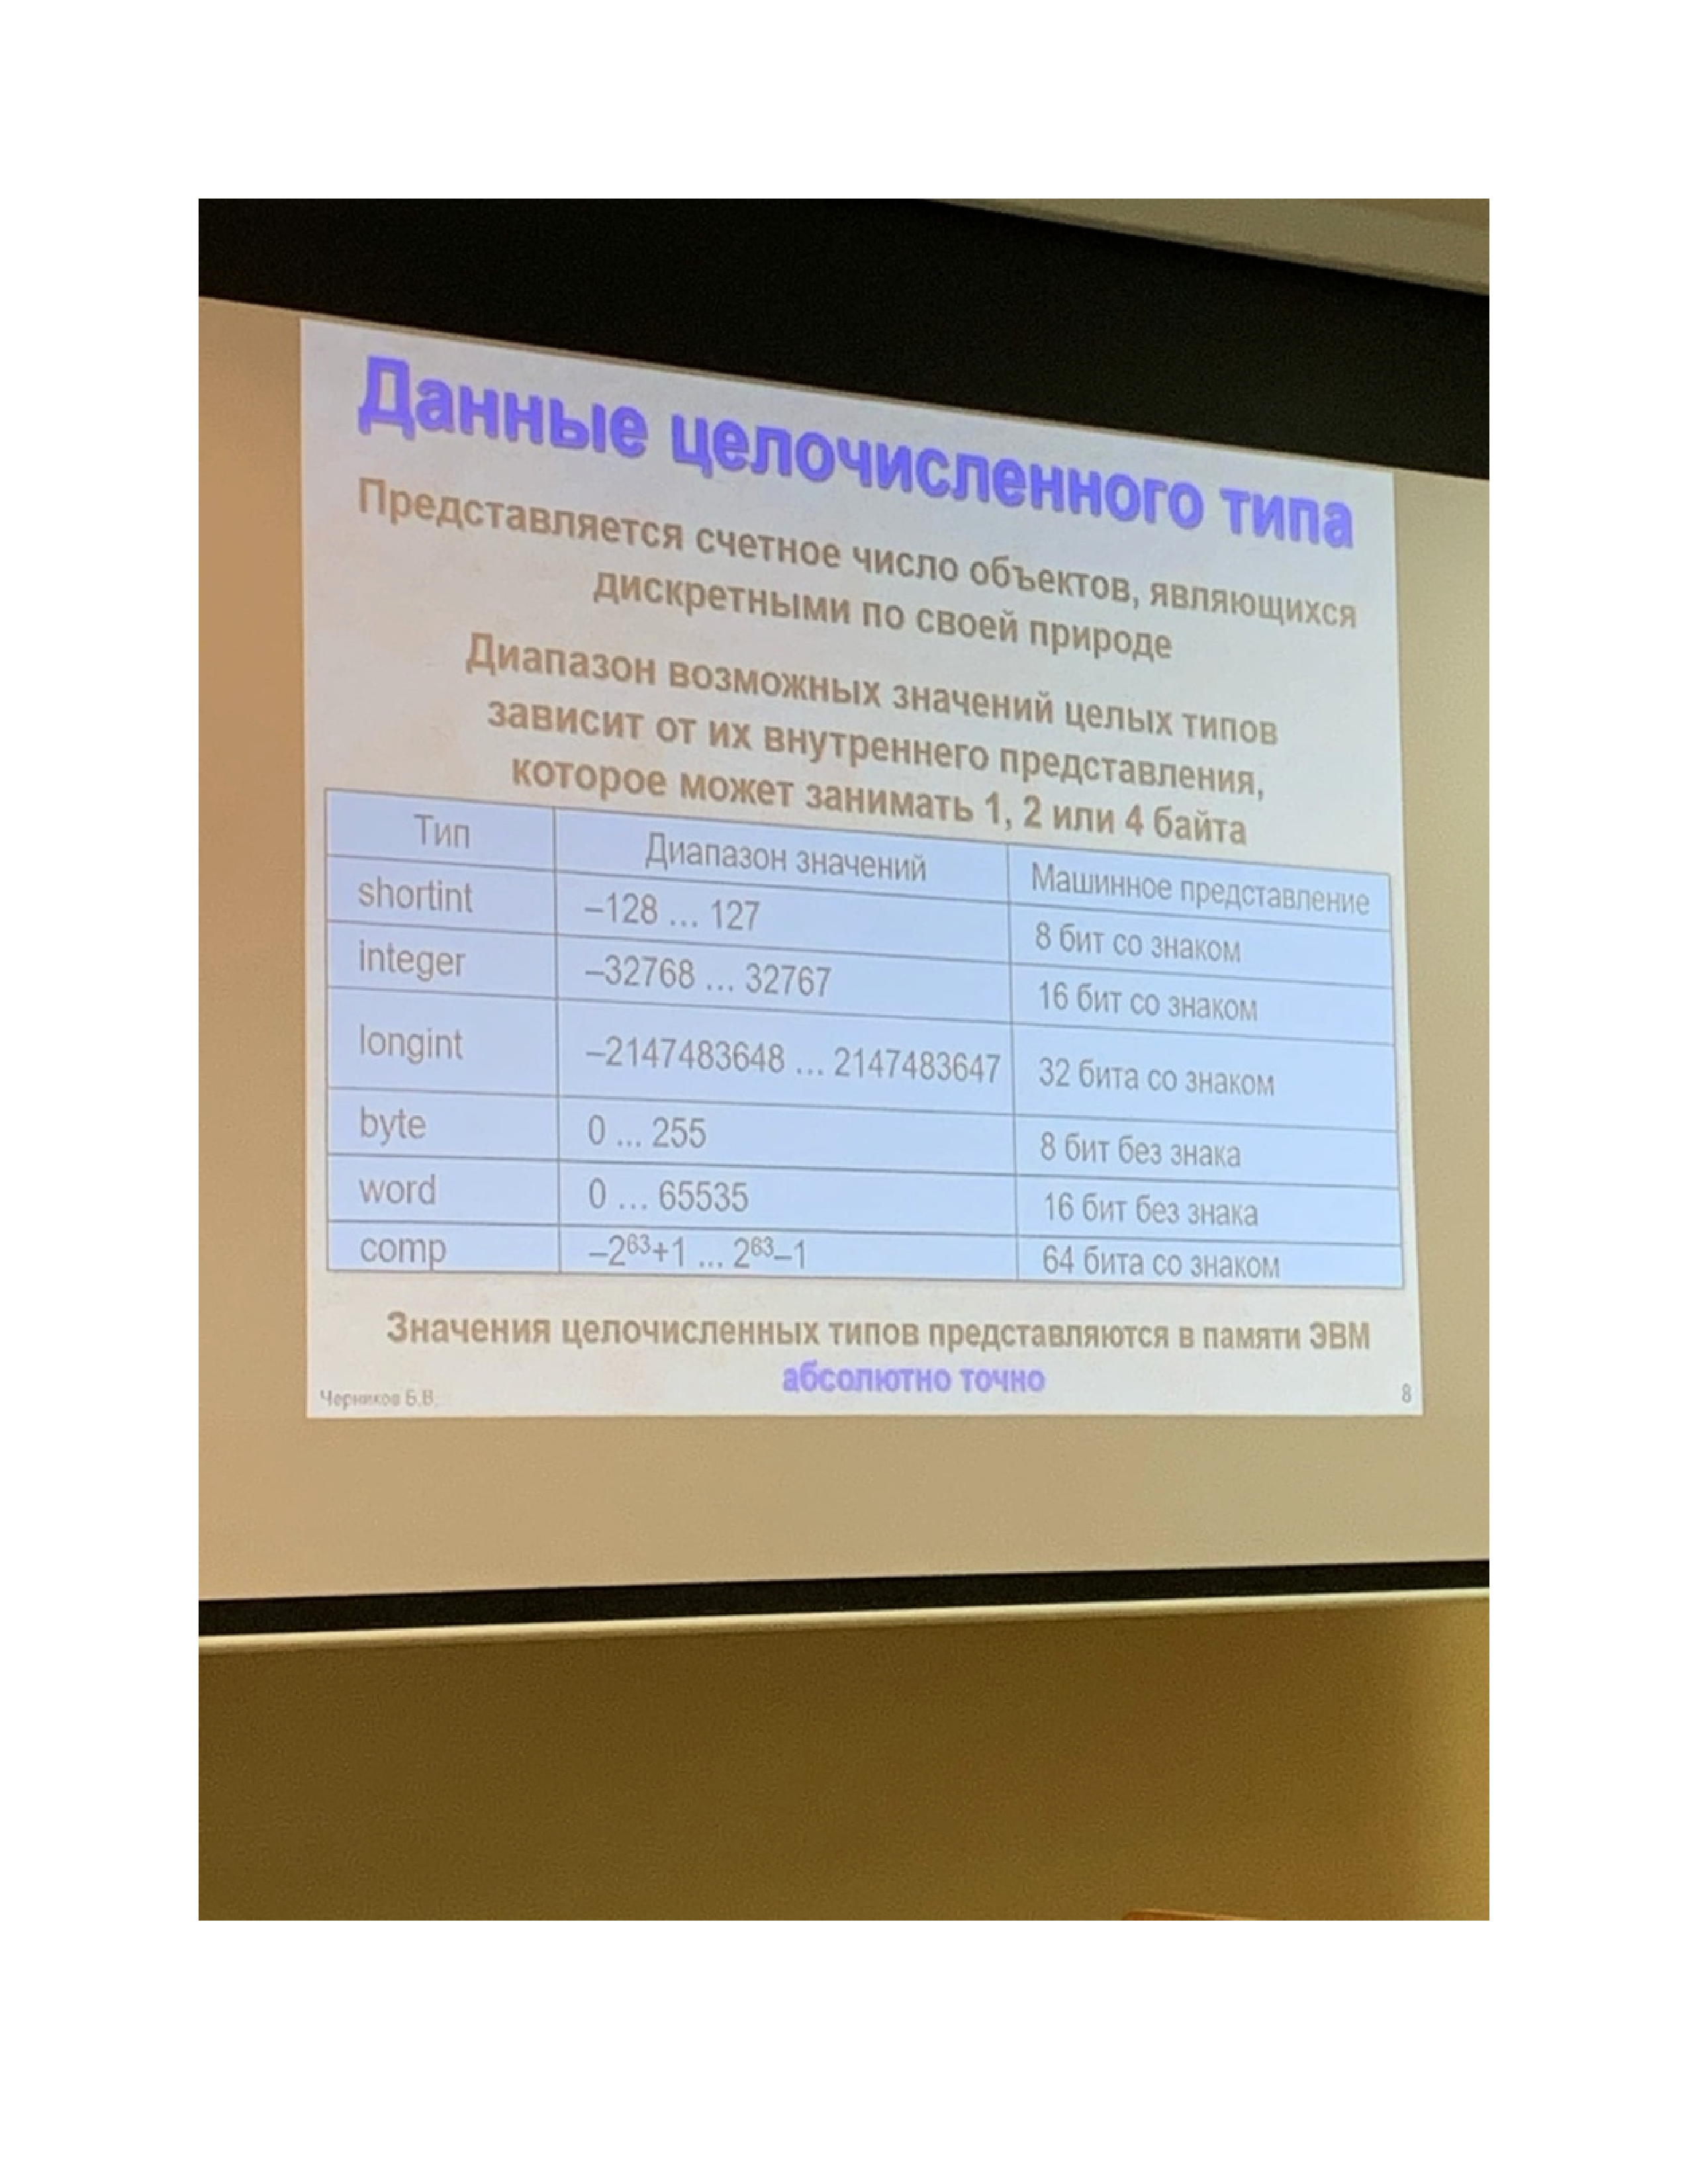 Данные целочисленного типа
Представляется счетное число объектов, являющихся
дискретными по своей природе
Диапазон возможных значений целых типов
зависит от их внутреннего представления,
которое может занимать 1, 2 или 4 байта
Тип Диапазон значений Машинное представление
shortint –128 ... 127 8 бит со знаком
integer –32768 ... 32767 16 бит со знаком
longint –2147483648 ... 2147483647 32 бита со знаком
byte 0 ... 255 8 бит без знака
word 0 ... 65535 16 бит без знака
comp –2⁶³+1 ... 2⁶³–1 64 бита со знаком
Значения целочисленных типов представляются в памяти ЭВМ
абсолютно точно
Черников Б.В. 8